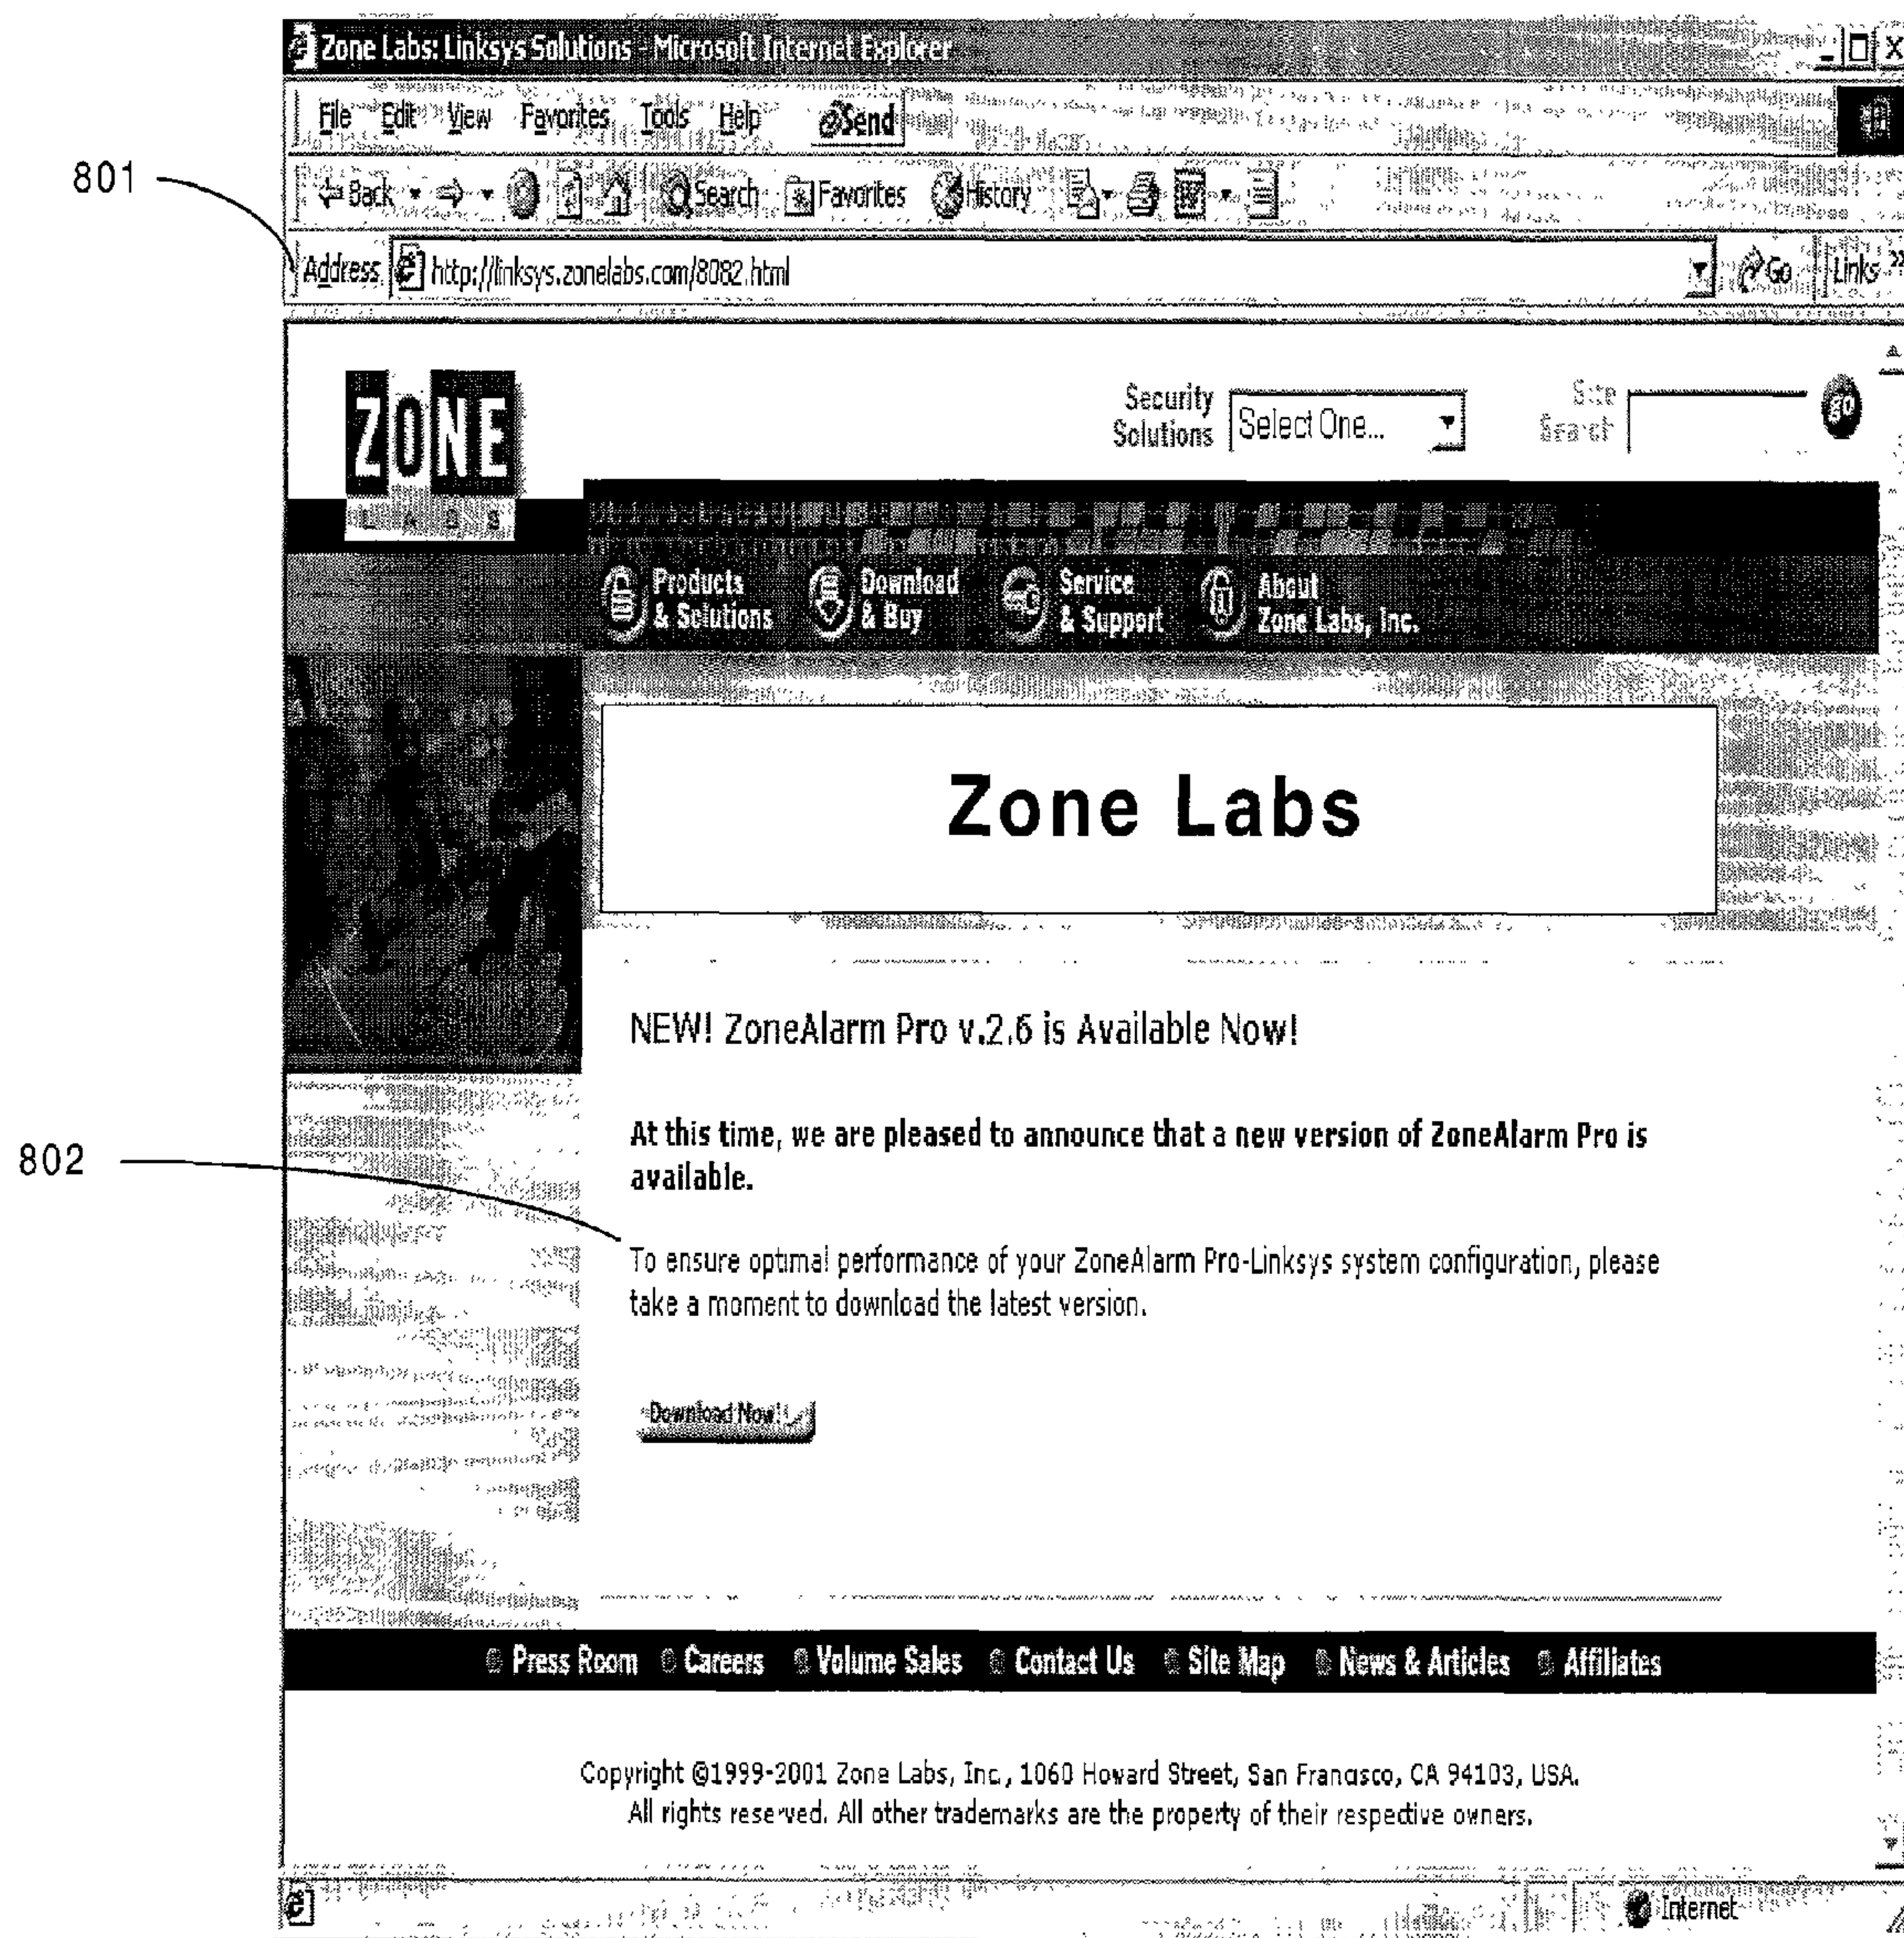 Zone Labs: Linksys Solutions - Microsoft Internet Explorer
File Edit View Favorites Tools Help Send
801
Back Search Favorites History
Address http://linksys.zonelabs.com/8082.html Go Links »
ZONE
LABS
Security Solutions Select One... Site Search go
Products & Solutions Download & Buy Service & Support About Zone Labs, Inc.
Zone Labs
NEW! ZoneAlarm Pro v.2.6 is Available Now!
At this time, we are pleased to announce that a new version of ZoneAlarm Pro is
available.
802
To ensure optimal performance of your ZoneAlarm Pro-Linksys system configuration, please
take a moment to download the latest version.
Download Now!
Press Room Careers Volume Sales Contact Us Site Map News & Articles Affiliates
Copyright ©1999-2001 Zone Labs, Inc., 1060 Howard Street, San Francisco, CA 94103, USA.
All rights reserved. All other trademarks are the property of their respective owners.
Internet